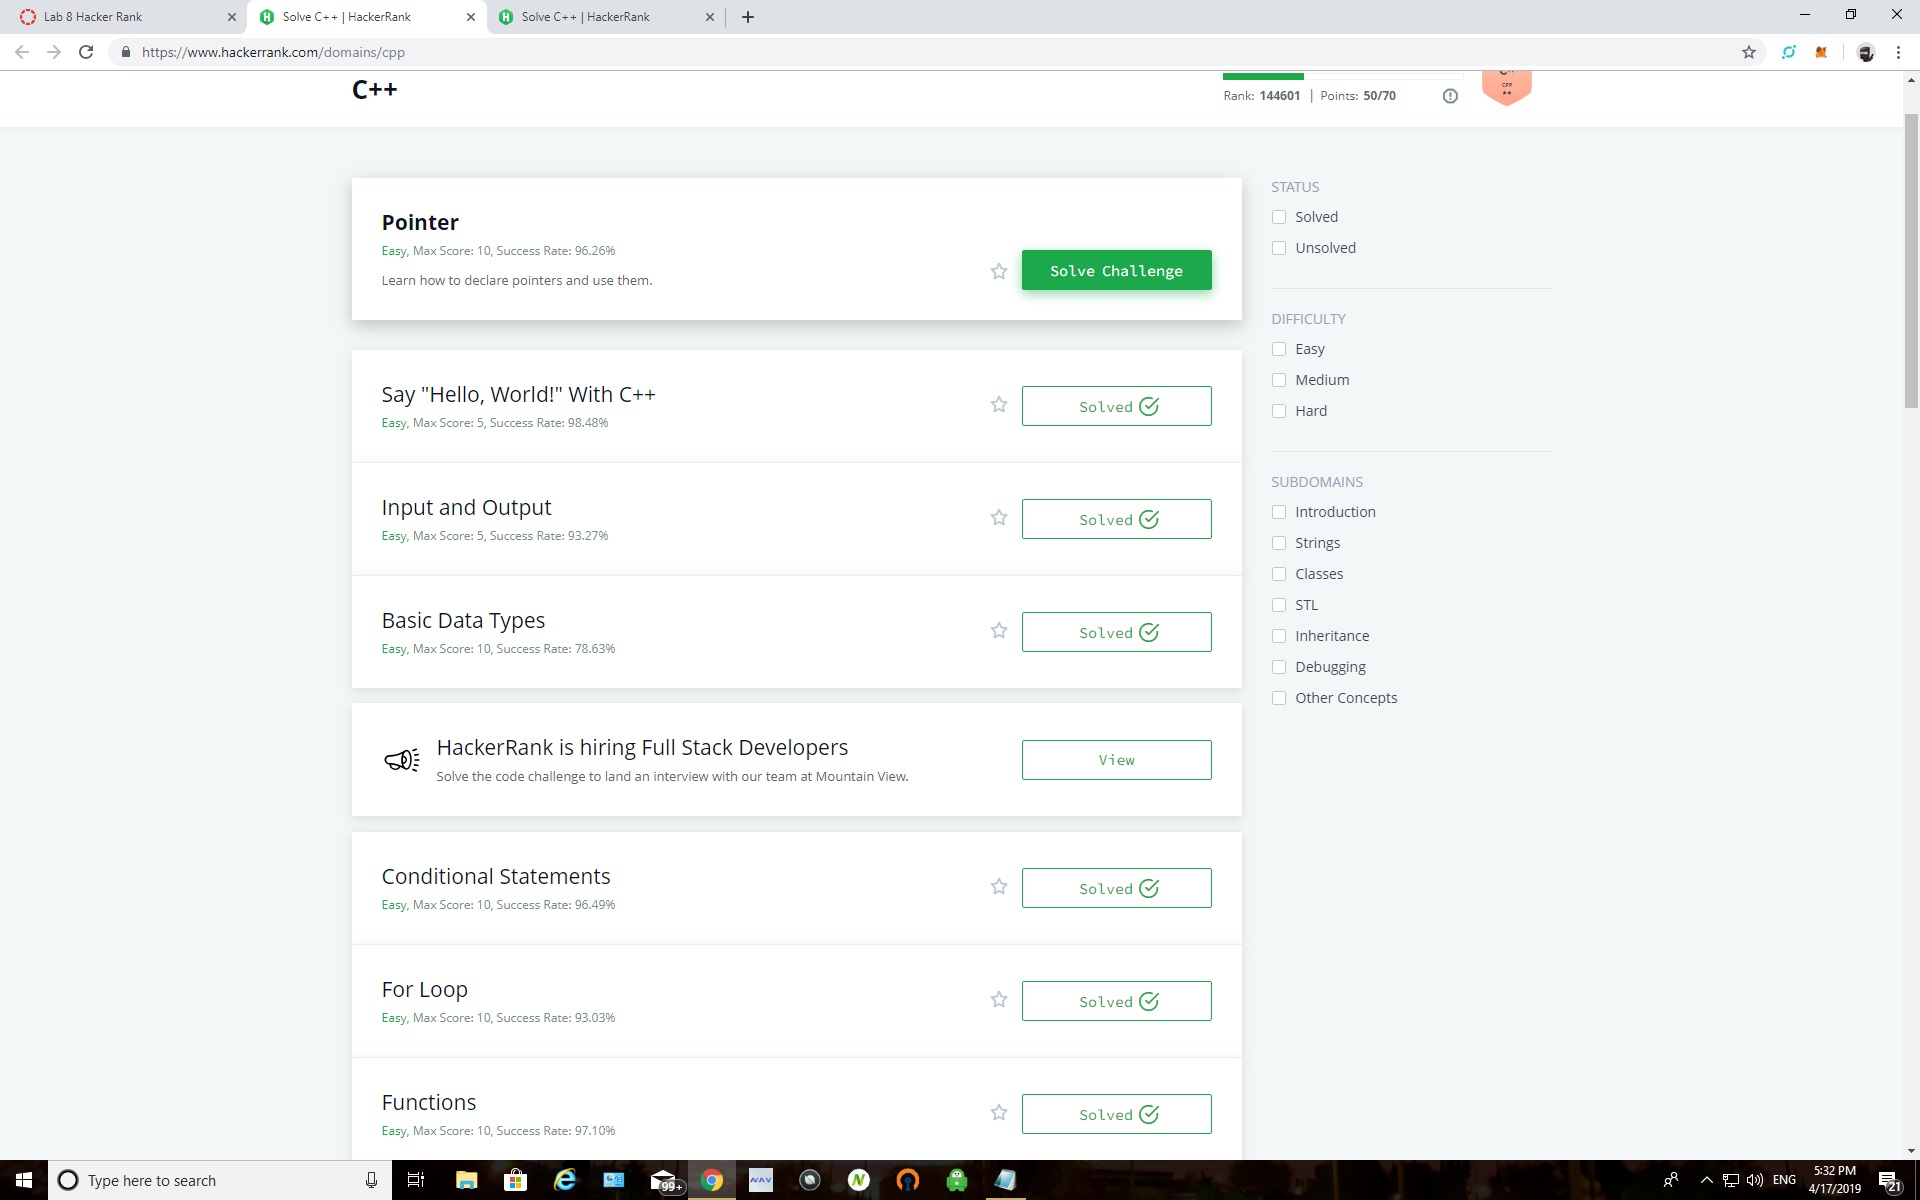 Lab 8 Hacker Rank
Solve C++ | HackerRank
Solve C++ | HackerRank
https://www.hackerrank.com/domains/cpp
C++
Rank: 144601 | Points: 50/70
CPP
Pointer
Easy, Max Score: 10, Success Rate: 96.26%
Learn how to declare pointers and use them.
Solve Challenge
Say "Hello, World!" With C++
Easy, Max Score: 5, Success Rate: 98.48%
Solved
Input and Output
Easy, Max Score: 5, Success Rate: 93.27%
Solved
Basic Data Types
Easy, Max Score: 10, Success Rate: 78.63%
Solved
HackerRank is hiring Full Stack Developers
Solve the code challenge to land an interview with our team at Mountain View.
View
Conditional Statements
Easy, Max Score: 10, Success Rate: 96.49%
Solved
For Loop
Easy, Max Score: 10, Success Rate: 93.03%
Solved
Functions
Easy, Max Score: 10, Success Rate: 97.10%
Solved
STATUS
Solved
Unsolved
DIFFICULTY
Easy
Medium
Hard
SUBDOMAINS
Introduction
Strings
Classes
STL
Inheritance
Debugging
Other Concepts
Type here to search
99+
NAV
N
ENG
5:32 PM
4/17/2019
21